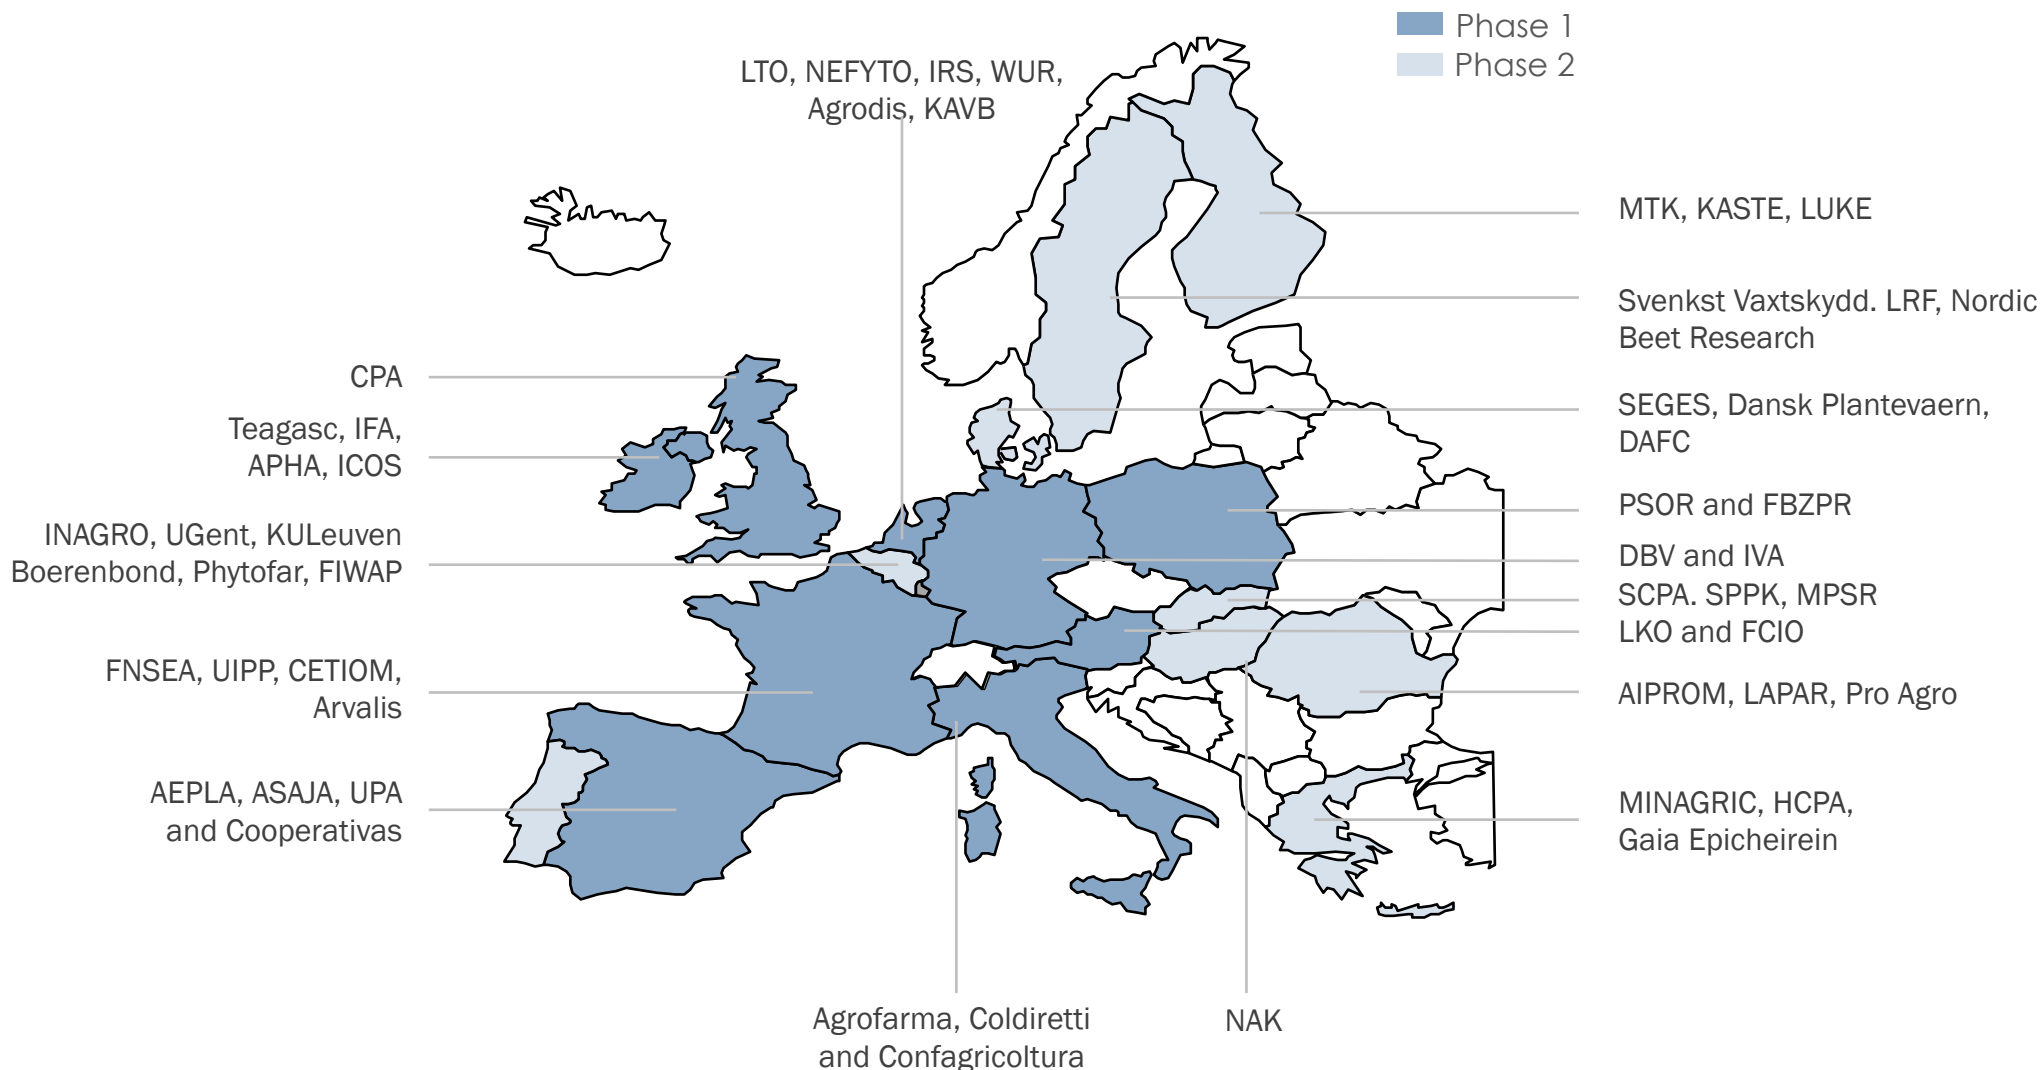 Phase 1
Phase 2
LTO, NEFYTO, IRS, WUR,
Agrodis, KAVB
MTK, KASTE, LUKE
Svenkst Vaxtskydd. LRF, Nordic
Beet Research
CPA
SEGES, Dansk Plantevaern,
DAFC
Teagasc, IFA,
APHA, ICOS
PSOR and FBZPR
INAGRO, UGent, KULeuven
Boerenbond, Phytofar, FIWAP
DBV and IVA
SCPA. SPPK, MPSR
LKO and FCIO
FNSEA, UIPP, CETIOM,
Arvalis
AIPROM, LAPAR, Pro Agro
AEPLA, ASAJA, UPA
and Cooperativas
MINAGRIC, HCPA,
Gaia Epicheirein
Agrofarma, Coldiretti
and Confagricoltura
NAK